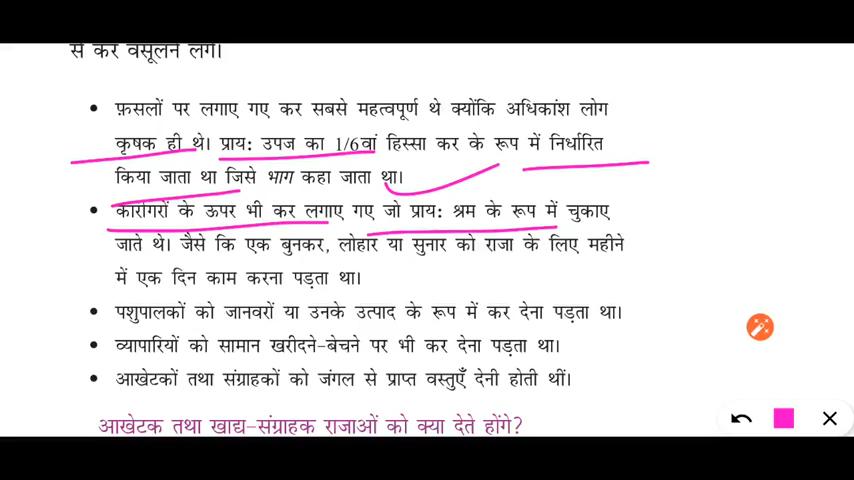 से कर वसूलने लगे।
• फ़सलों पर लगाए गए कर सबसे महत्वपूर्ण थे क्योंकि अधिकांश लोग
कृषक ही थे। प्राय: उपज का 1/6वां हिस्सा कर के रूप में निर्धारित
किया जाता था जिसे भाग कहा जाता था।
• कारीगरों के ऊपर भी कर लगाए गए जो प्राय: श्रम के रूप में चुकाए
जाते थे। जैसे कि एक बुनकर, लोहार या सुनार को राजा के लिए महीने
में एक दिन काम करना पड़ता था।
• पशुपालकों को जानवरों या उनके उत्पाद के रूप में कर देना पड़ता था।
• व्यापारियों को सामान खरीदने-बेचने पर भी कर देना पड़ता था।
• आखेटकों तथा संग्राहकों को जंगल से प्राप्त वस्तुएँ देनी होती थीं।
आखेटक तथा खाद्य-संग्राहक राजाओं को क्या देते होंगे?